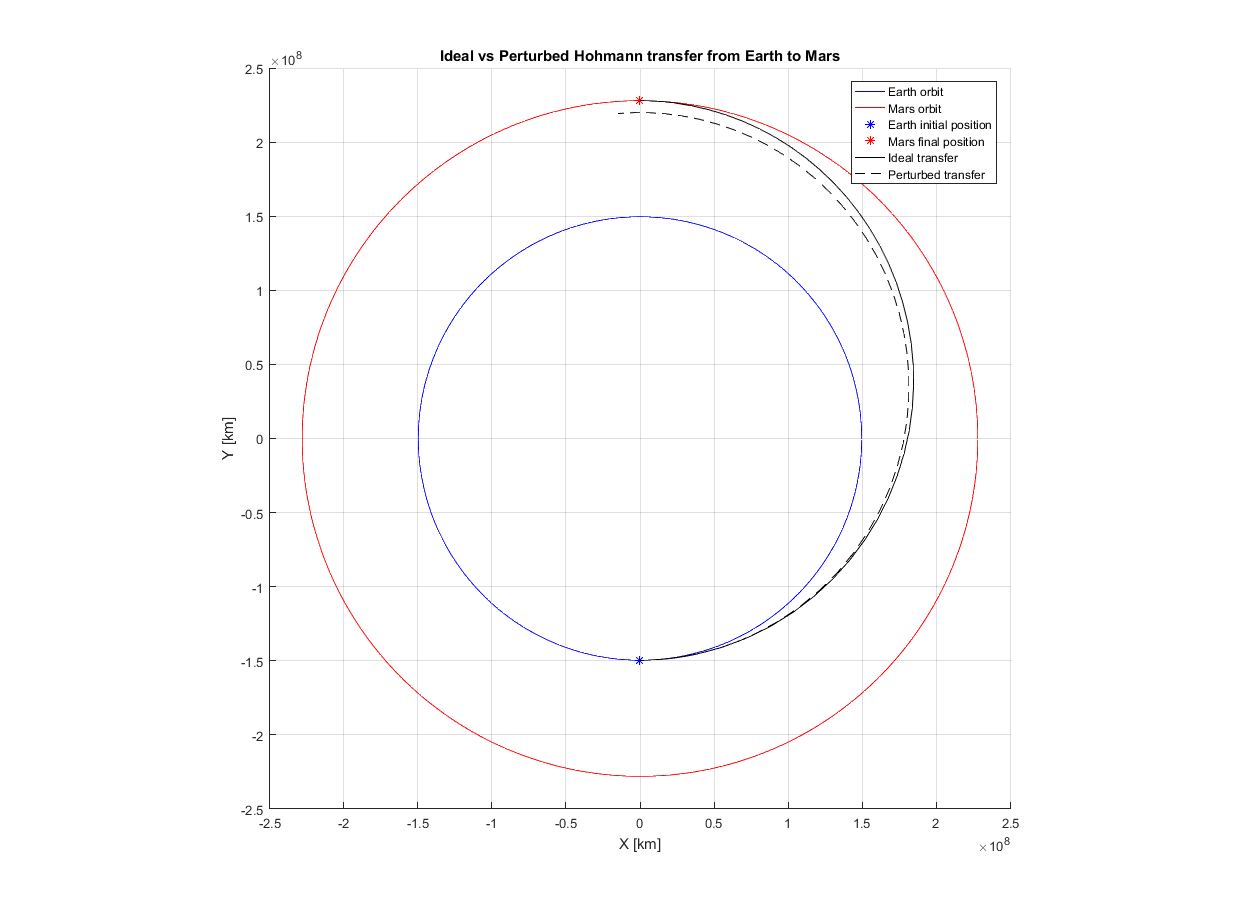 Ideal vs Perturbed Hohmann transfer from Earth to Mars
×10^8
2.5
2
1.5
1
0.5
0
-0.5
-1
-1.5
-2
-2.5
Y [km]
Earth orbit
Mars orbit
Earth initial position
Mars final position
Ideal transfer
Perturbed transfer
-2.5 -2 -1.5 -1 -0.5 0 0.5 1 1.5 2 2.5
X [km]
×10^8